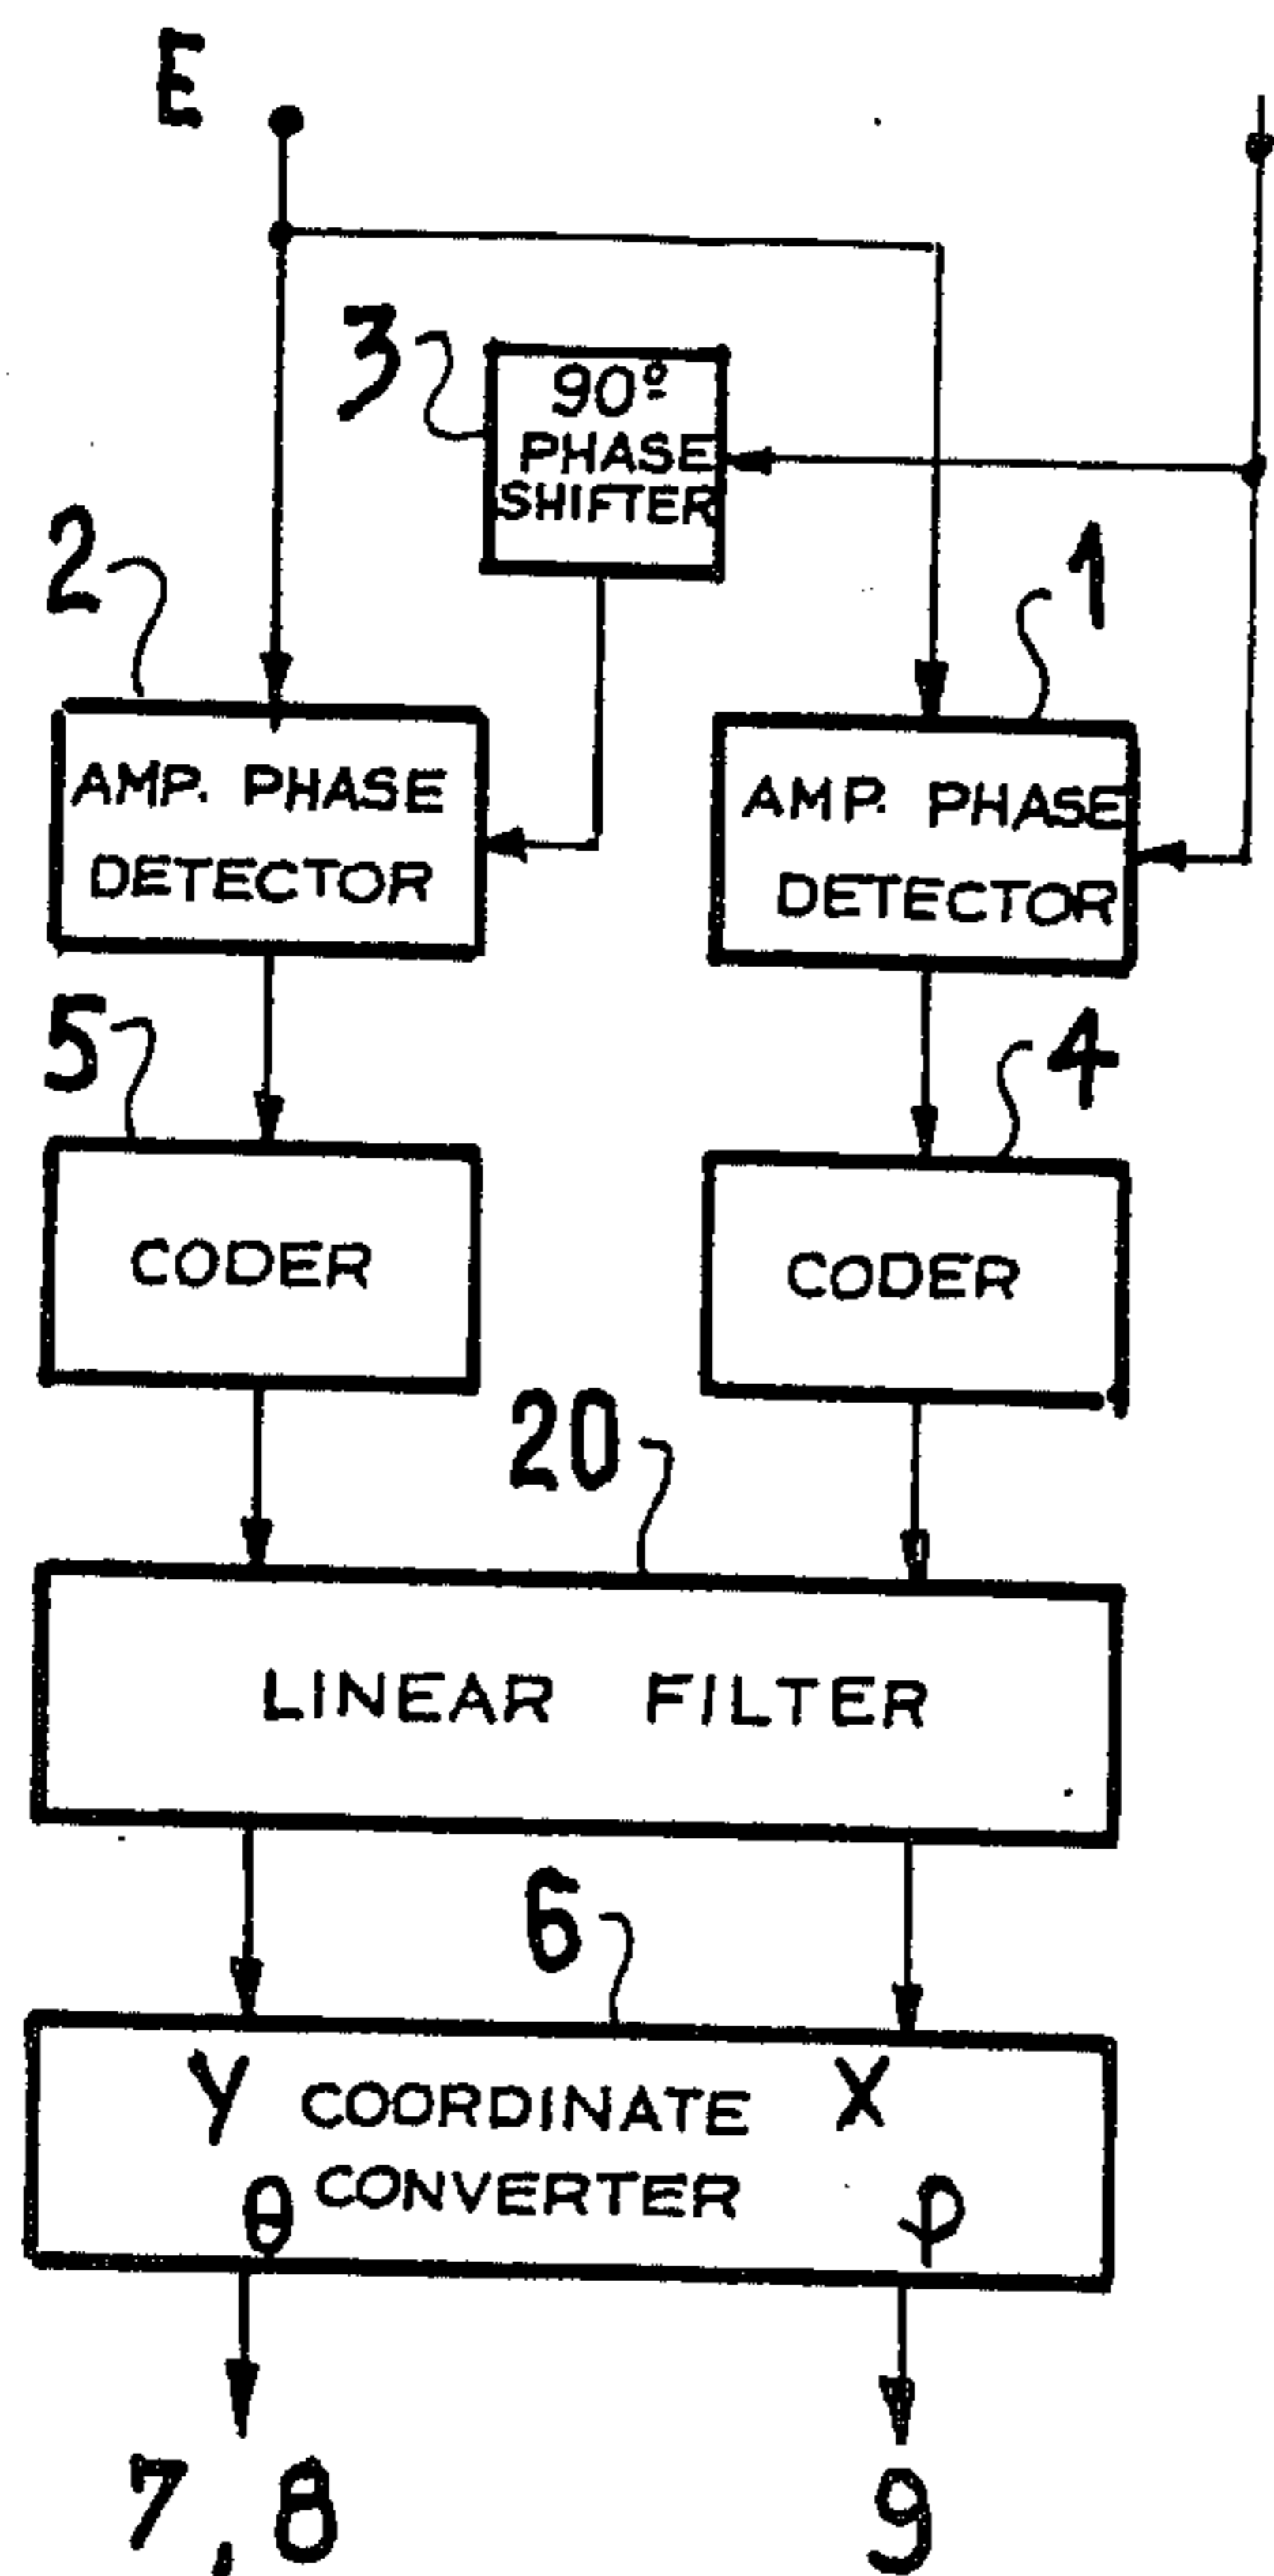 E
3
90°
PHASE
SHIFTER
2
1
AMP. PHASE
DETECTOR
AMP. PHASE
DETECTOR
5
4
CODER
CODER
20
LINEAR FILTER
6
Y COORDINATE X
CONVERTER
θ ρ
7, 8
9